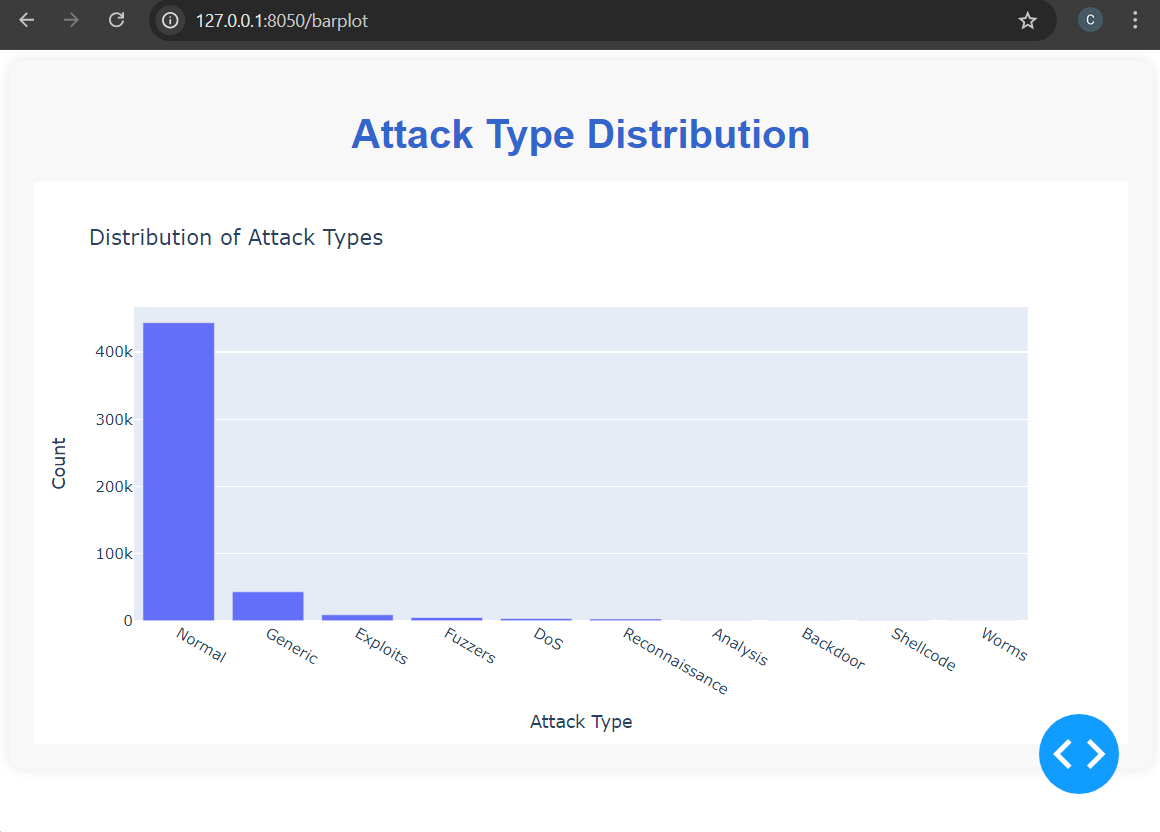 127.0.0.1:8050/barplot
C
Attack Type Distribution
Distribution of Attack Types
400k
300k
200k
100k
0
Count
Normal
Generic
Exploits
Fuzzers
DoS
Reconnaissance
Analysis
Backdoor
Shellcode
Worms
Attack Type